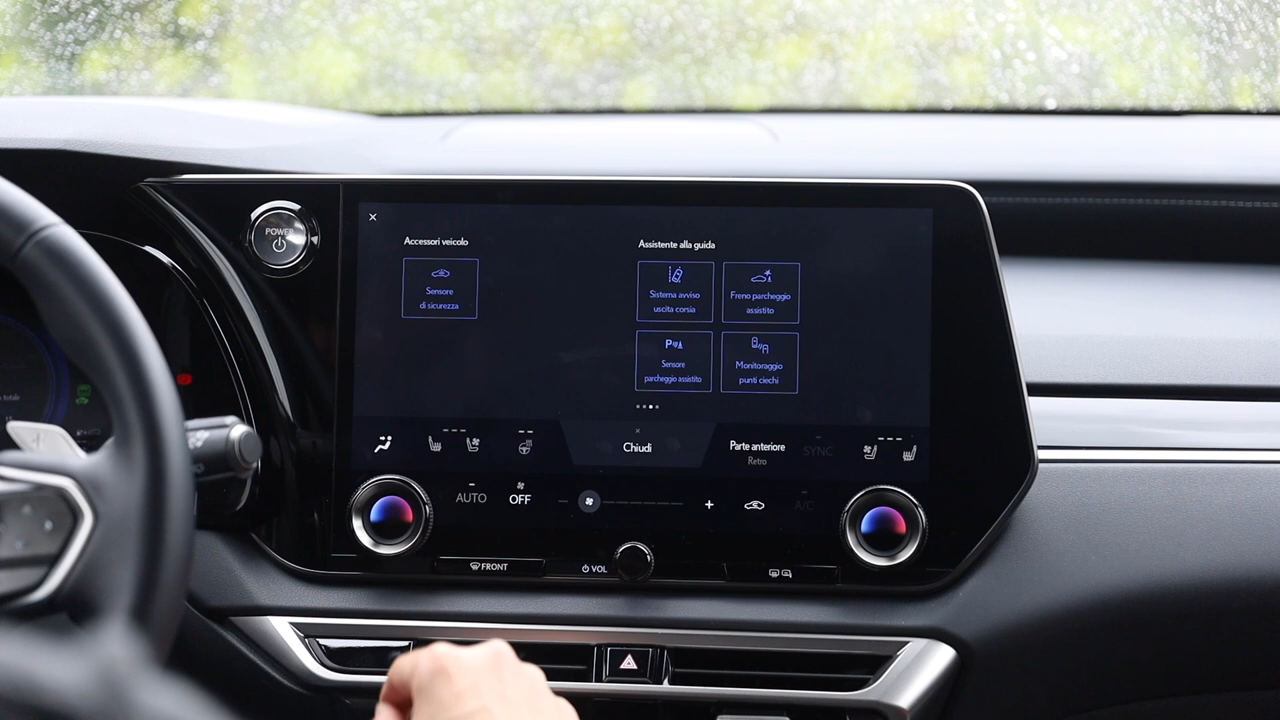 POWER
Accessori veicolo
Assistente alla guida
Sensore
di sicurezza
Sistema avviso
uscita corsia
Freno parcheggio
assistito
Sensore
parcheggio assistito
Monitoraggio
punti ciechi
totale
Chiudi
Parte anteriore
Retro
SYNC
AUTO
OFF
A/C
FRONT
VOL